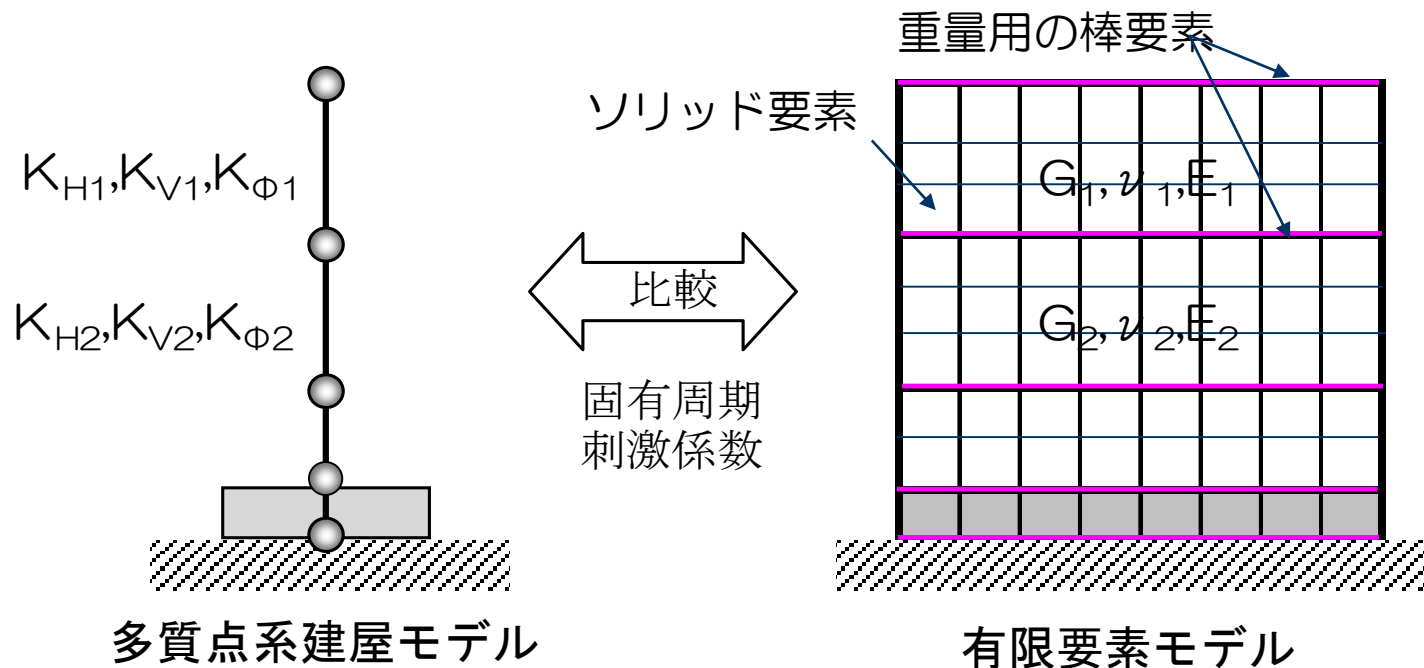 重量用の棒要素
ソリッド要素
KH1,KV1,KΦ1
G1,ν1,E1
比較
KH2,KV2,KΦ2
G2,ν2,E2
固有周期
刺激係数
多質点系建屋モデル
有限要素モデル